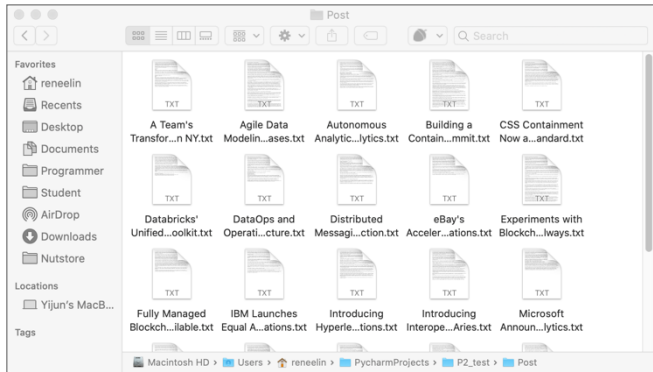 Post
Search
Favorites
reneelin
Recents
Desktop
Documents
Programmer
Student
AirDrop
Downloads
Nutstore
Locations
Yijun's MacB...
Tags
TXT TXT TXT TXT TXT
A Team's Agile Data Autonomous Building a CSS Containment
Transfor...n NY.txt Modelin...ases.txt Analytic...lytics.txt Contain...mmit.txt Now a...andard.txt
TXT TXT TXT TXT TXT
Databricks' DataOps and Distributed eBay's Experiments with
Unified...oolkit.txt Operati...cture.txt Messagi...ction.txt Acceler...ations.txt Blockch...lways.txt
TXT TXT TXT TXT TXT
Fully Managed IBM Launches Introducing Introducing Microsoft
Blockch...ilable.txt Equal A...ations.txt Hyperle...tions.txt Interope...Aries.txt Announ...lytics.txt
Macintosh HD › Users › reneelin › PycharmProjects › P2_test › Post